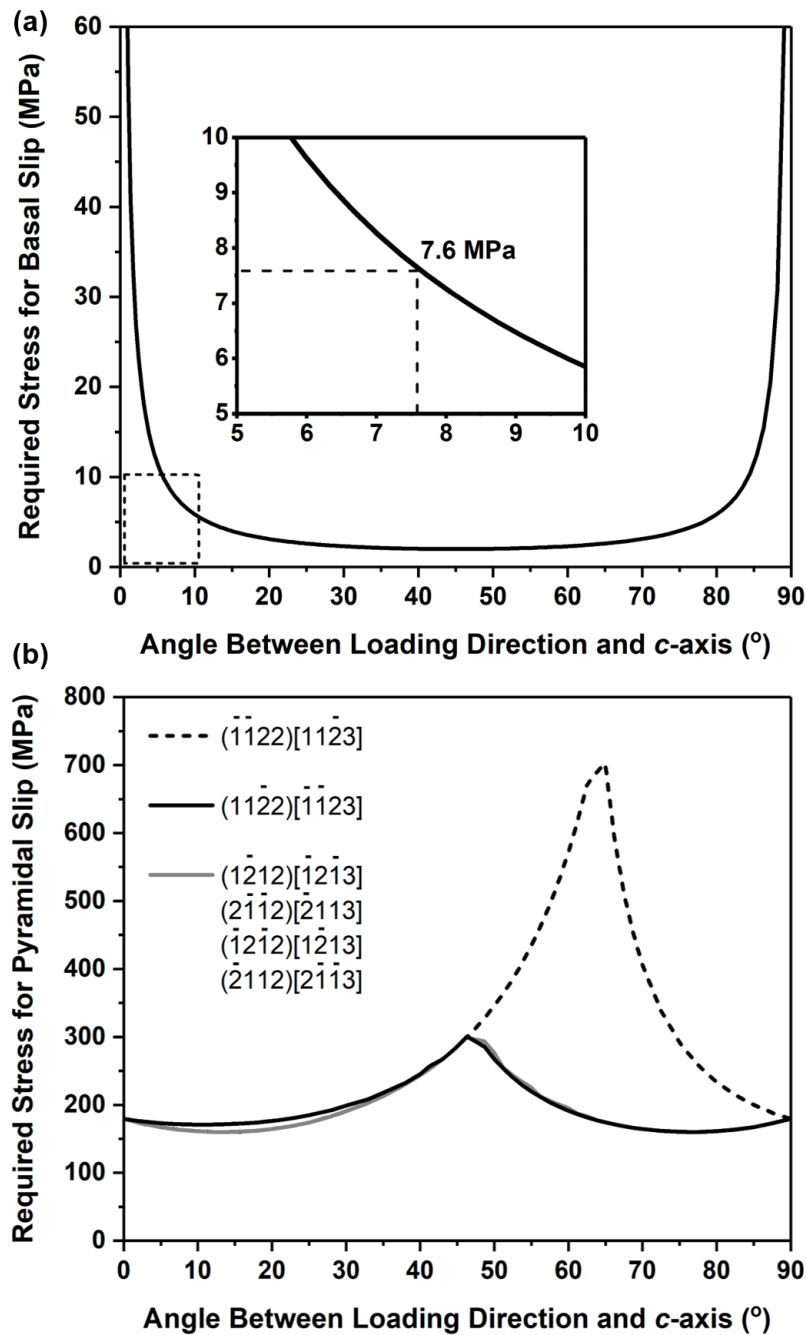 (a)
Required Stress for Basal Slip (MPa)
60
50
40
30
20
10
0
10
9
8
7
6
5
7.6 MPa
5 6 7 8 9 10
0 10 20 30 40 50 60 70 80 90
Angle Between Loading Direction and c-axis (°)
(b)
Required Stress for Pyramidal Slip (MPa)
800
700
600
500
400
300
200
100
0
(1̄1̄22)[112̄3]
(112̄2)[1̄1̄23]
(12̄12)[1̄21̄3]
(21̄1̄2)[2̄113]
(1̄21̄2)[12̄13]
(2̄112)[21̄1̄3]
0 10 20 30 40 50 60 70 80 90
Angle Between Loading Direction and c-axis (°)